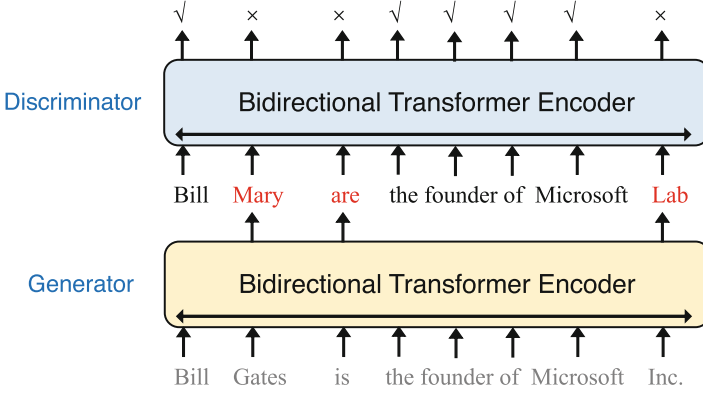 √ × × √ √ √ √ ×
Discriminator Bidirectional Transformer Encoder
Bill Mary are the founder of Microsoft Lab
Generator Bidirectional Transformer Encoder
Bill Gates is the founder of Microsoft Inc.